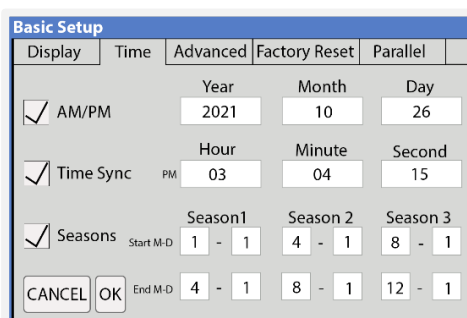 Basic Setup
Display Time Advanced Factory Reset Parallel
Year Month Day
AM/PM 2021 10 26
Hour Minute Second
Time Sync PM 03 04 15
Season1 Season 2 Season 3
Seasons Start M-D 1 - 1 4 - 1 8 - 1
CANCEL OK End M-D 4 - 1 8 - 1 12 - 1